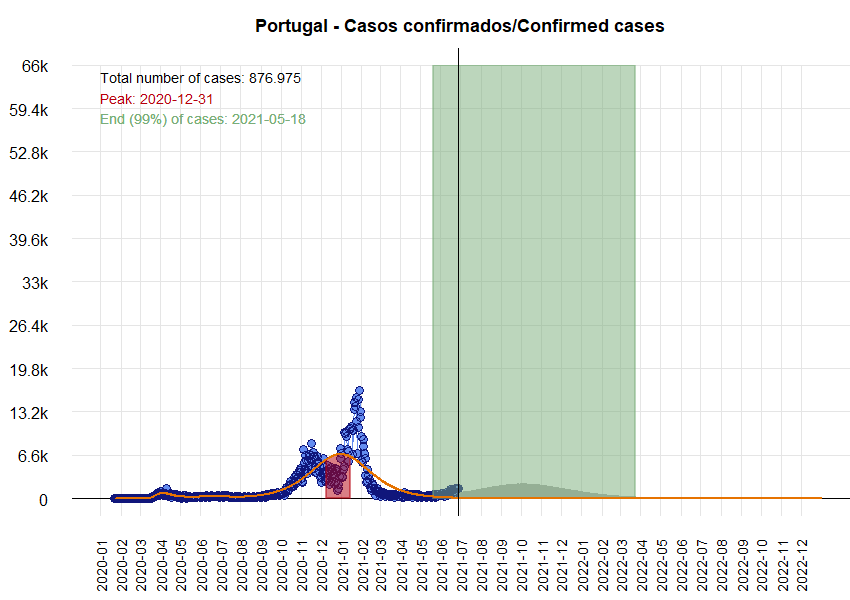 Portugal - Casos confirmados/Confirmed cases
66k
Total number of cases: 876.975
Peak: 2020-12-31
End (99%) of cases: 2021-05-18
59.4k
52.8k
46.2k
39.6k
33k
26.4k
19.8k
13.2k
6.6k
0
2020-01
2020-02
2020-03
2020-04
2020-05
2020-06
2020-07
2020-08
2020-09
2020-10
2020-11
2020-12
2021-01
2021-02
2021-03
2021-04
2021-05
2021-06
2021-07
2021-08
2021-09
2021-10
2021-11
2021-12
2022-01
2022-02
2022-03
2022-04
2022-05
2022-06
2022-07
2022-08
2022-09
2022-10
2022-11
2022-12